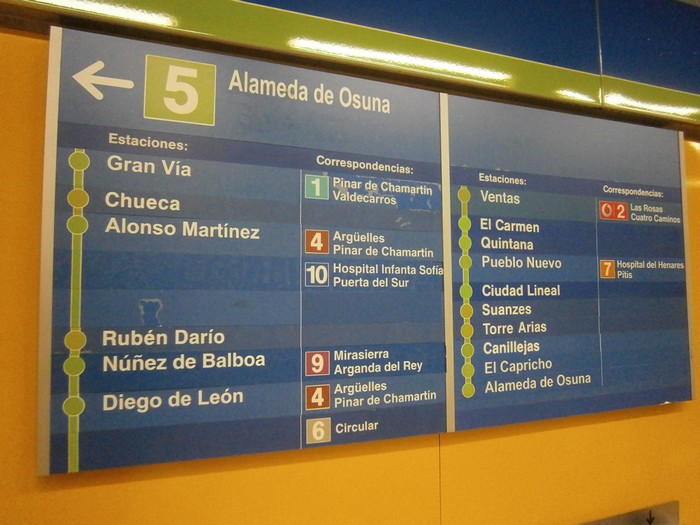 5 Alameda de Osuna
Estaciones:
Correspondencias:
Gran Vía
1 Pinar de Chamartín
Valdecarros
Chueca
Alonso Martínez
4 Argüelles
Pinar de Chamartin
10 Hospital Infanta Sofía
Puerta del Sur
Rubén Darío
Núñez de Balboa
9 Mirasierra
Arganda del Rey
Diego de León
4 Argüelles
Pinar de Chamartin
6 Circular
Estaciones:
Correspondencias:
Ventas
2 Las Rosas
Cuatro Caminos
El Carmen
Quintana
Pueblo Nuevo
7 Hospital del Henares
Pitis
Ciudad Lineal
Suanzes
Torre Arias
Canillejas
El Capricho
Alameda de Osuna